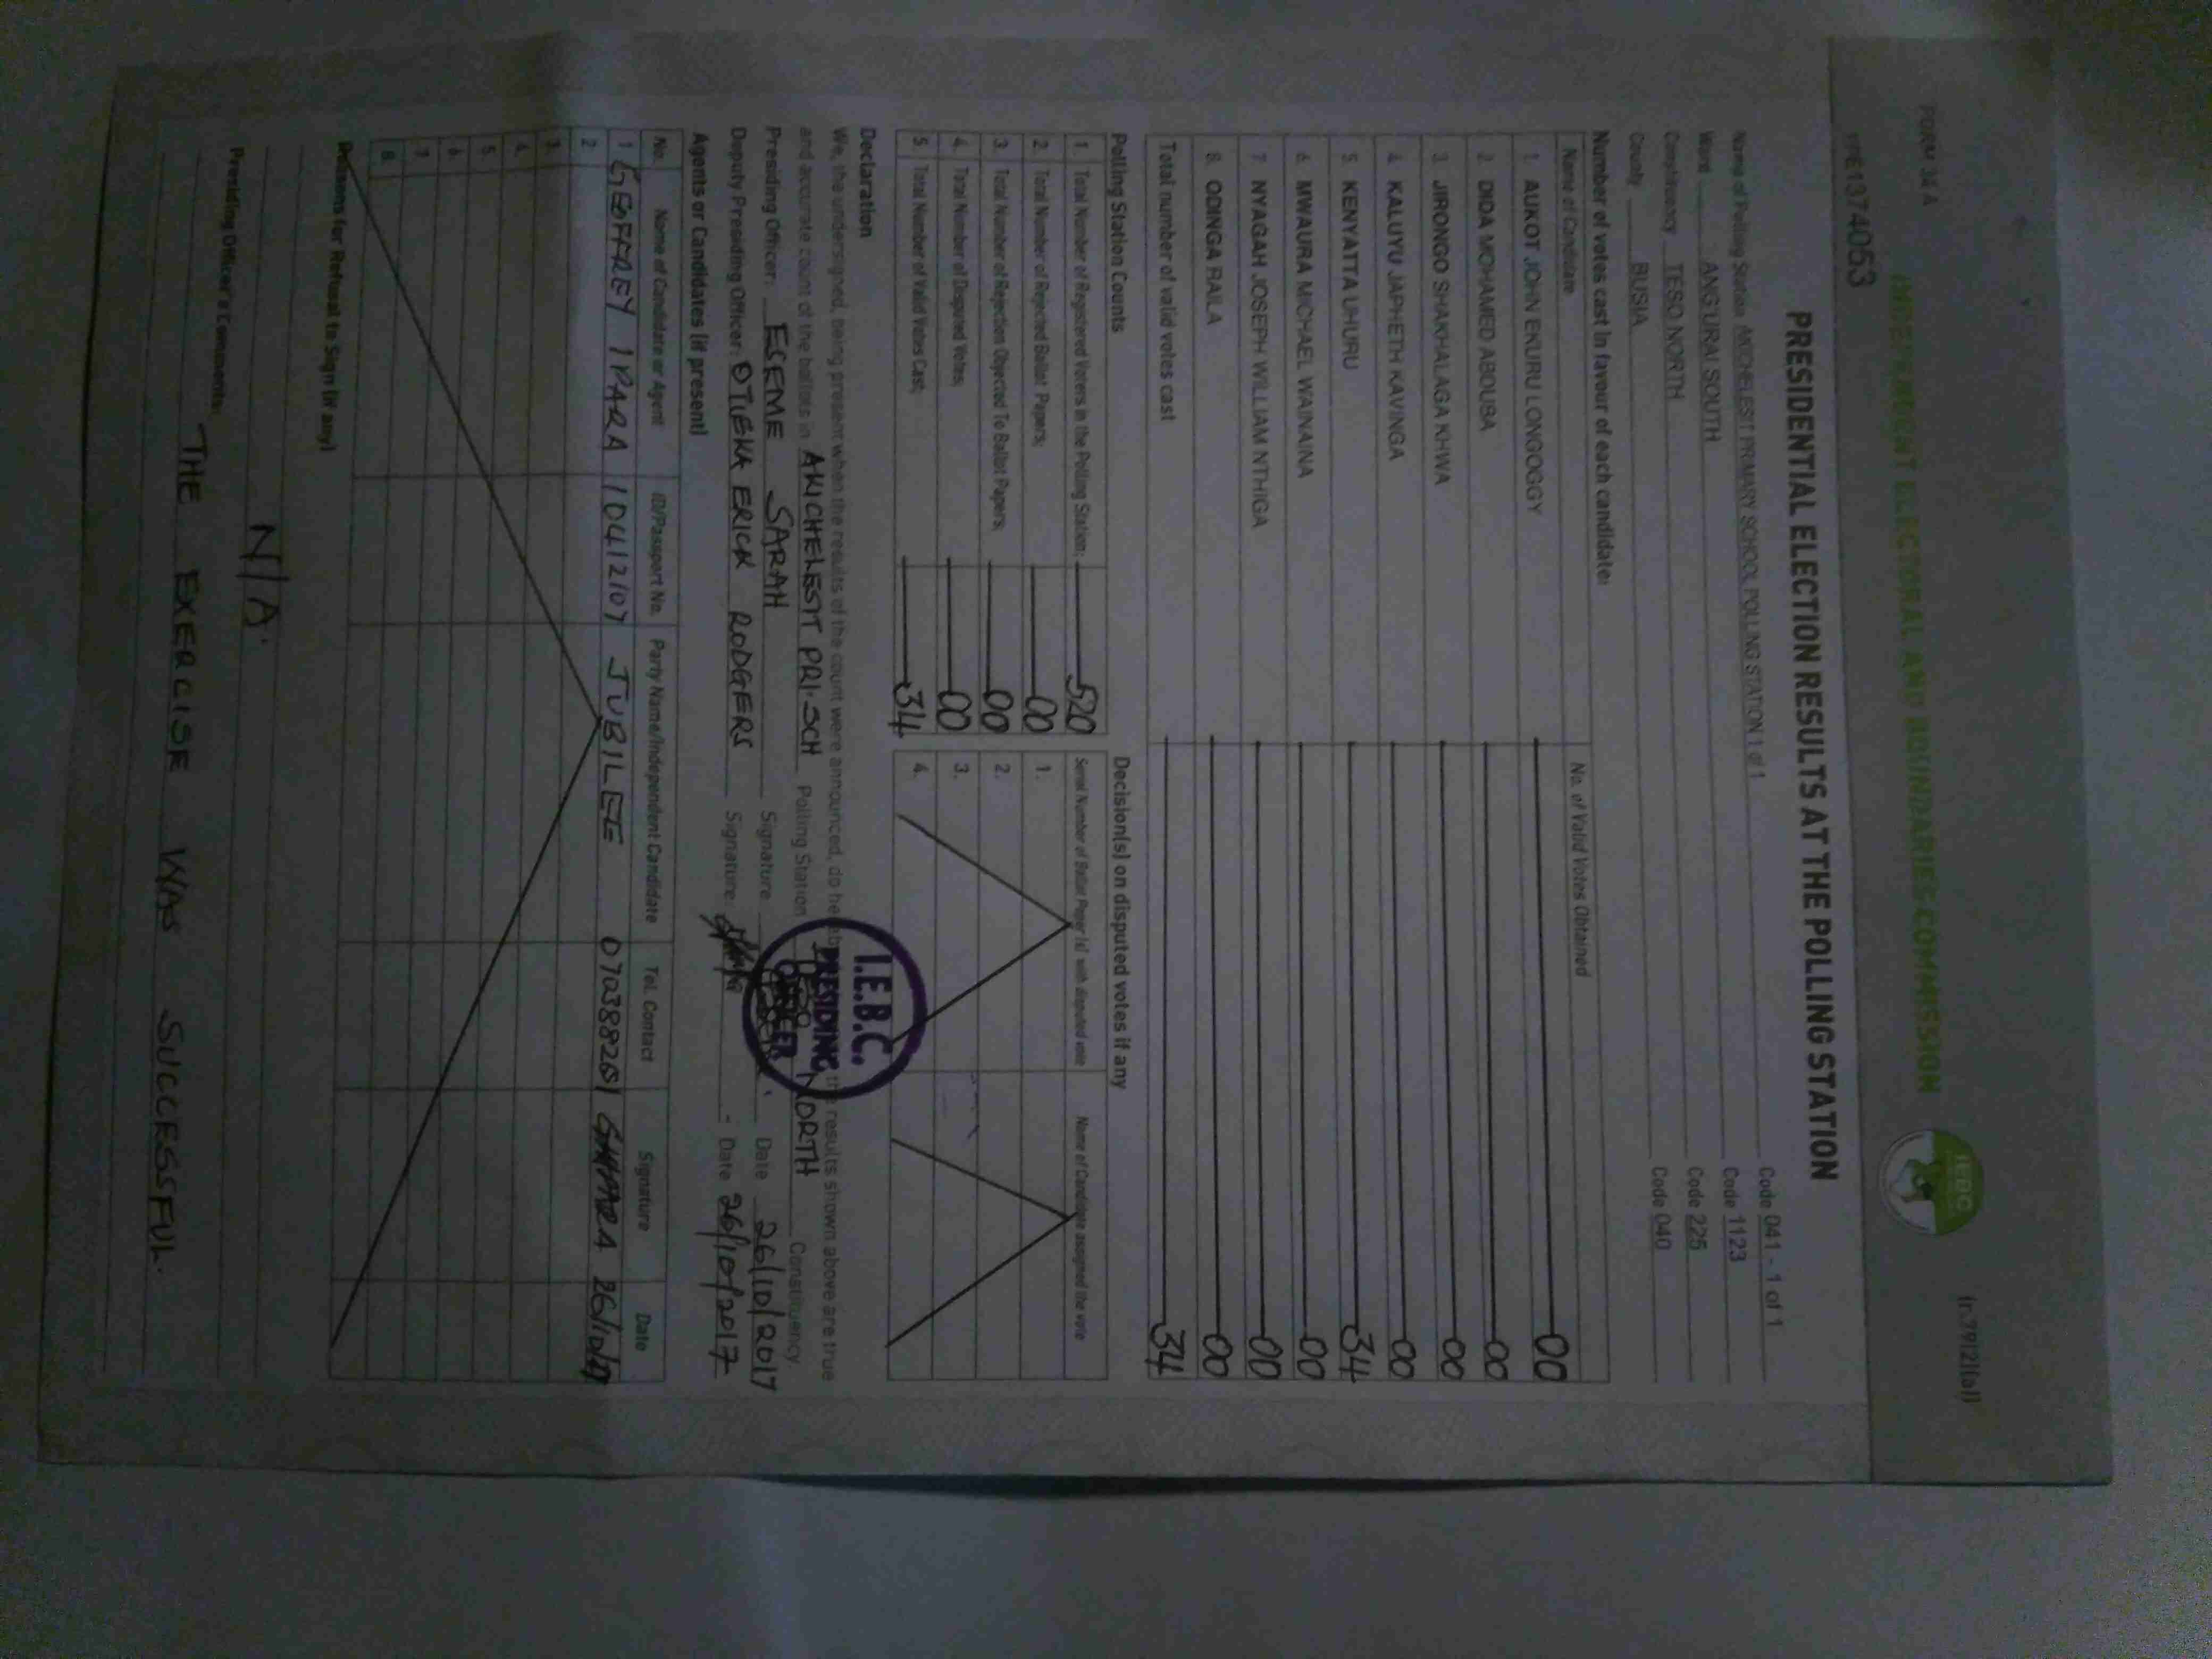 FORM 34A
(r.79(2)(a))
INDEPENDENT ELECTORAL AND BOUNDARIES COMMISSION
IEBC
PRESIDENTIAL ELECTION RESULTS AT THE POLLING STATION
Name of Polling Station AKICHELESIT PRIMARY SCHOOL POLLING STATION 1 of 1 Code 041 - 1 of 1
Ward ANG'URAI SOUTH Code 1123
Constituency TESO NORTH Code 225
County BUSIA Code 040
Number of votes cast in favour of each candidate:
Name of Candidate No. of Valid Votes Obtained
1. AUKOT JOHN EKURU LONGOGGY 00
2. DIDA MOHAMED ABDUBA 00
3. JIRONGO SHAKHALAGA KHWA 00
4. KALUYU JAPHETH KAVINGA 00
5. KENYATTA UHURU 34
6. MWAURA MICHAEL WAINAINA 00
7. NYAGAH JOSEPH WILLIAM NTHIGA 00
8. ODINGA RAILA 00
Total number of valid votes cast 34
Polling Station Counts
1. Total Number of Registered Voters in the Polling Station; 520
2. Total Number of Rejected Ballot Papers; 00
3. Total Number of Rejection Objected To Ballot Papers; 00
4. Total Number of Disputed Votes; 00
5. Total Number of Valid Votes Cast; 34
Decision(s) on disputed votes if any
Serial Number of Ballot Paper (s) with disputed vote Name of Candidate assigned the vote
1.
2.
3.
4.
Declaration
We, the undersigned, being present when the results of the count were announced, do hereby the results shown above are true
and accurate count of the ballots in AKICHELESIT PRI. SCH Polling Station NORTH Constituency
Presiding Officer: ESEME SARAH Signature Date 26/10/2017
Deputy Presiding Officer: OTIEKA ERICK RODGERS Signature: Date 26/10/2017
I.E.B.C.
PRESIDING
OFFICER
Agents or Candidates (if present)
No. Name of Candidate or Agent ID/Passport No. Party Name/Independent Candidate Tel. Contact Signature Date
1 GEOFFREY IPARA 10412107 JUBILEE 0703888261 26/10/17
2
3.
4.
5.
6.
7.
8.
Reasons for Refusal to Sign (if any)
N/A.
Presiding Officer's Comments:
THE EXERCISE WAS SUCCESSFUL.